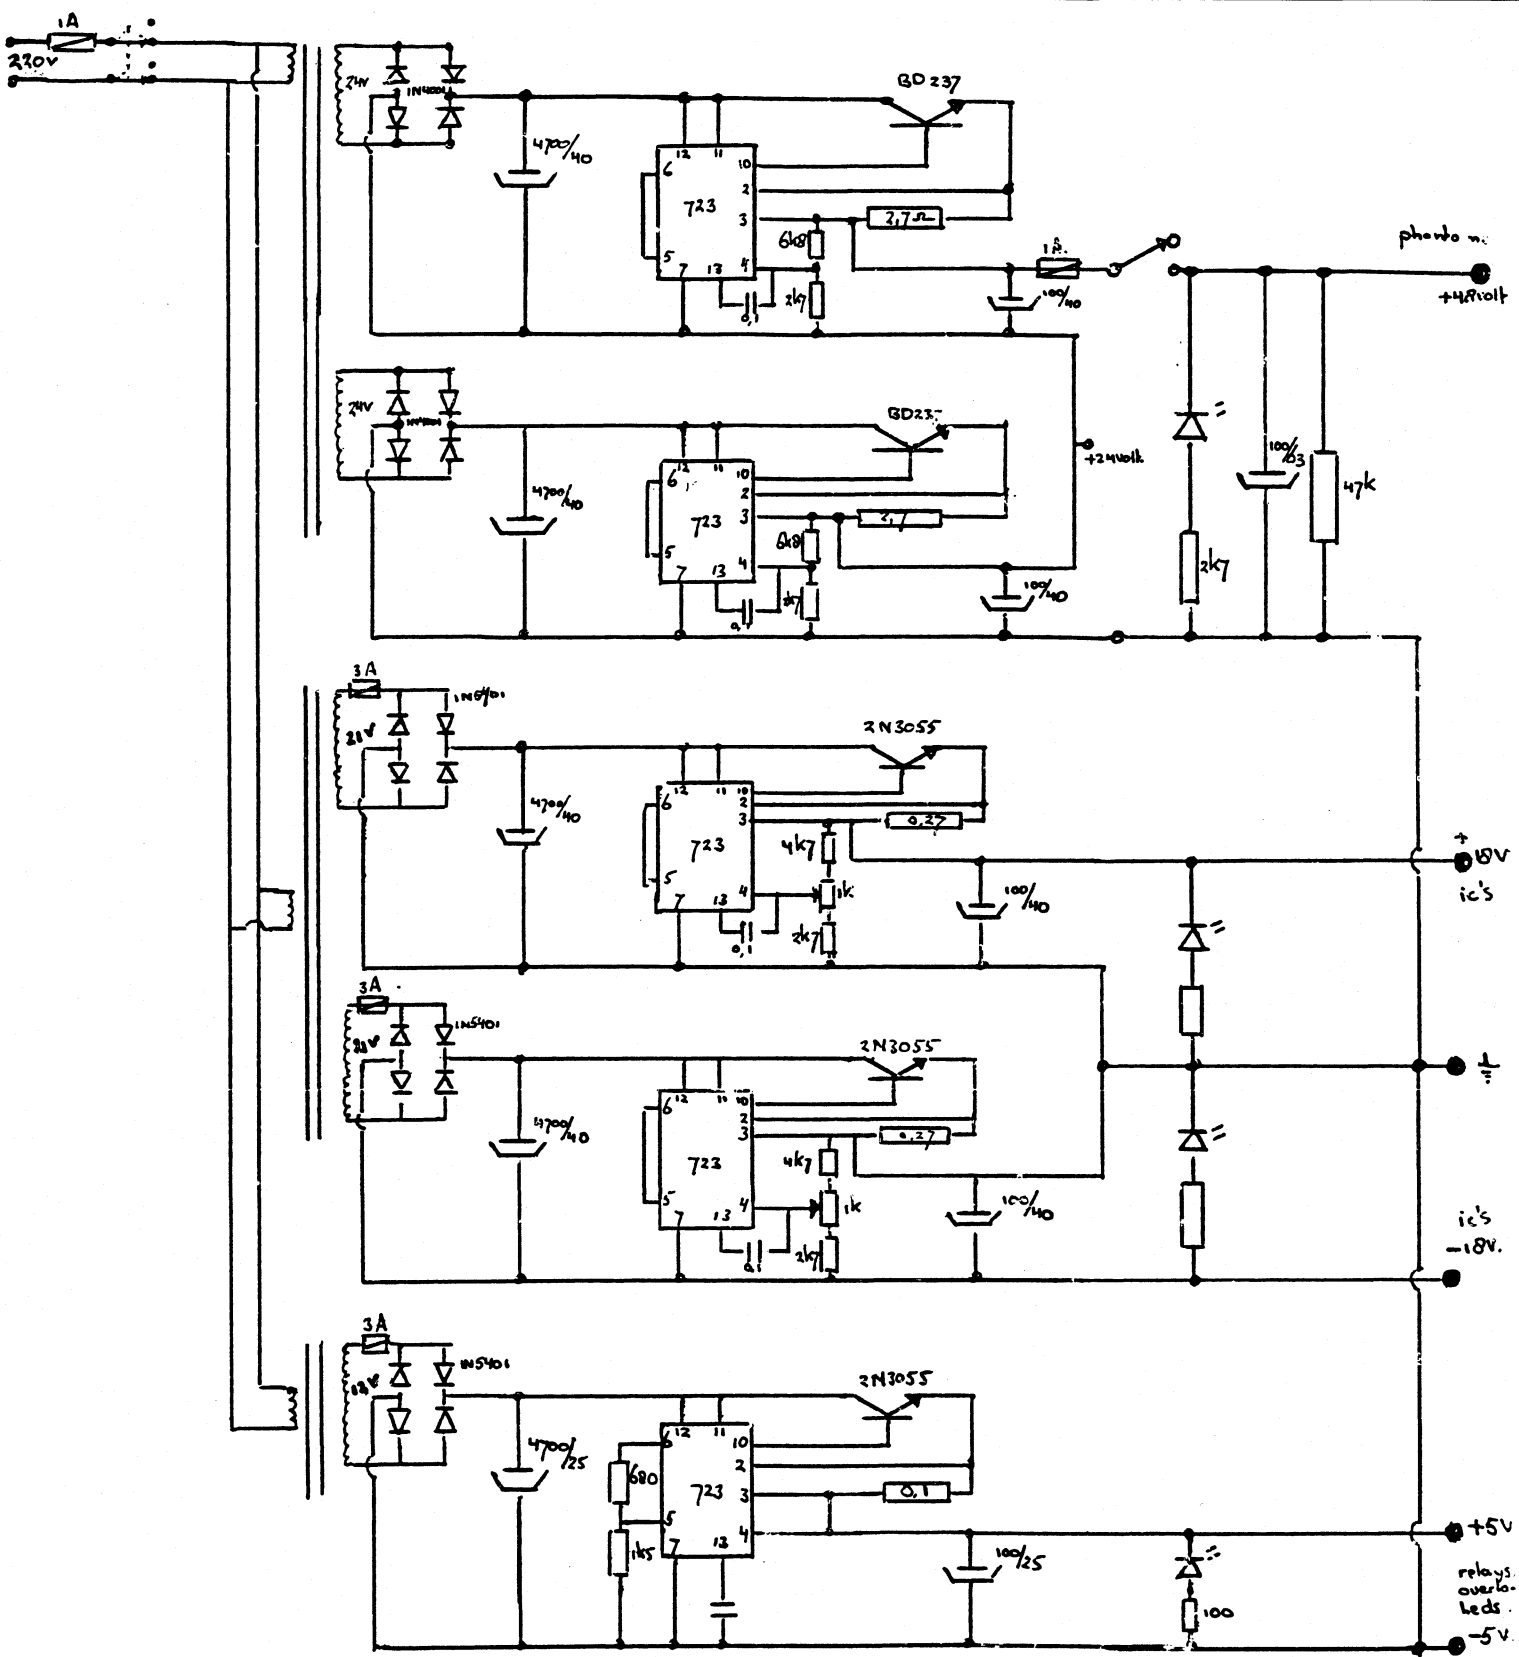 1A
220V
24V
1N4001
4700/40
BD 237
12
11
6
10
723
2
3
2,7Ω
6k8
5
7
13
4
2k7
0,1
100/40
1A.
+48volt
24V
1N4001
4700/40
BD23
12
11
6
10
2
723
3
2,7
6k8
5
7
13
4
2k7
100/40
+24volt
100/63
47k
2k7
3A
1N5401
21V
4700/40
2N3055
12
11
10
6
2
3
0,27
723
4k7
5
4
1k
7
13
0,1
2k7
100/40
+
18V
ic's
3A
1N5401
21V
4700/40
2N3055
12
11
10
6
2
3
0,27
723
4k7
5
4
1k
7
13
0,1
2k7
100/40
ic's
-18V.
3A
1N5401
12V
4700/25
2N3055
12
11
6
10
2
680
723
3
0.1
5
4
1k5
7
13
100/25
+5V
100
relays
leds.
-5V